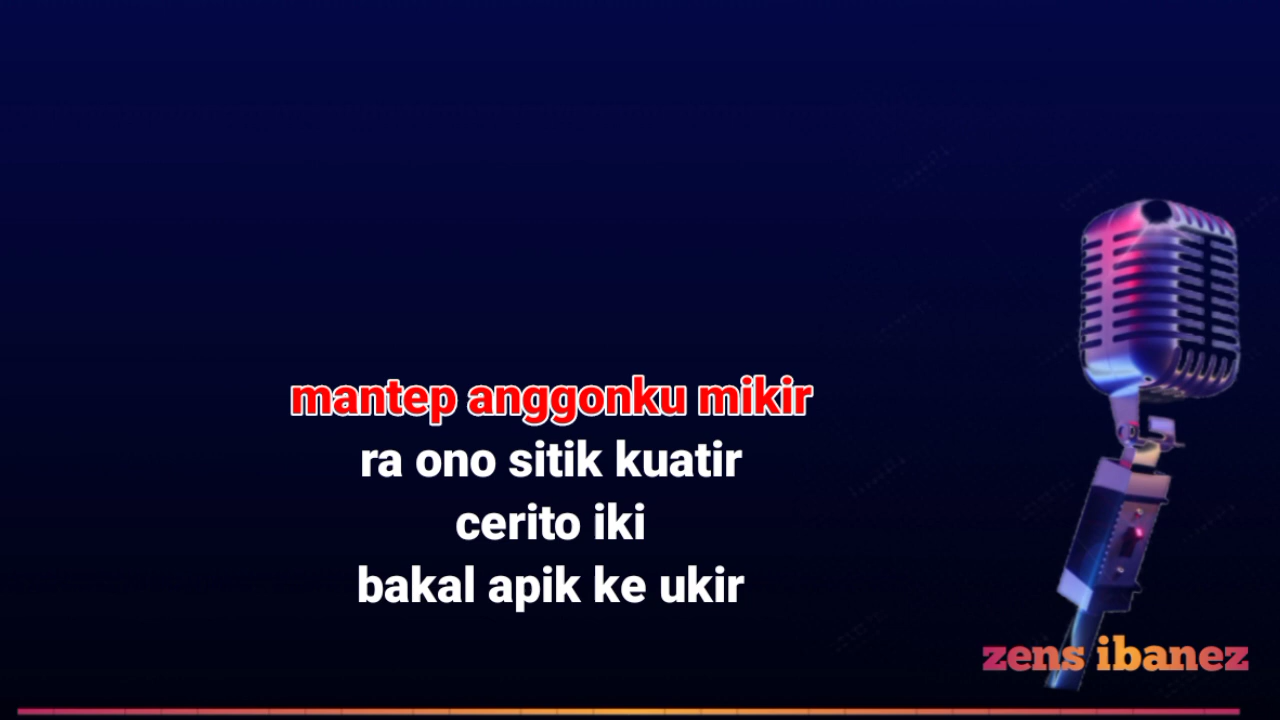 mantep anggonku mikir
ra ono sitik kuatir
cerito iki
bakal apik ke ukir
zens ibanez